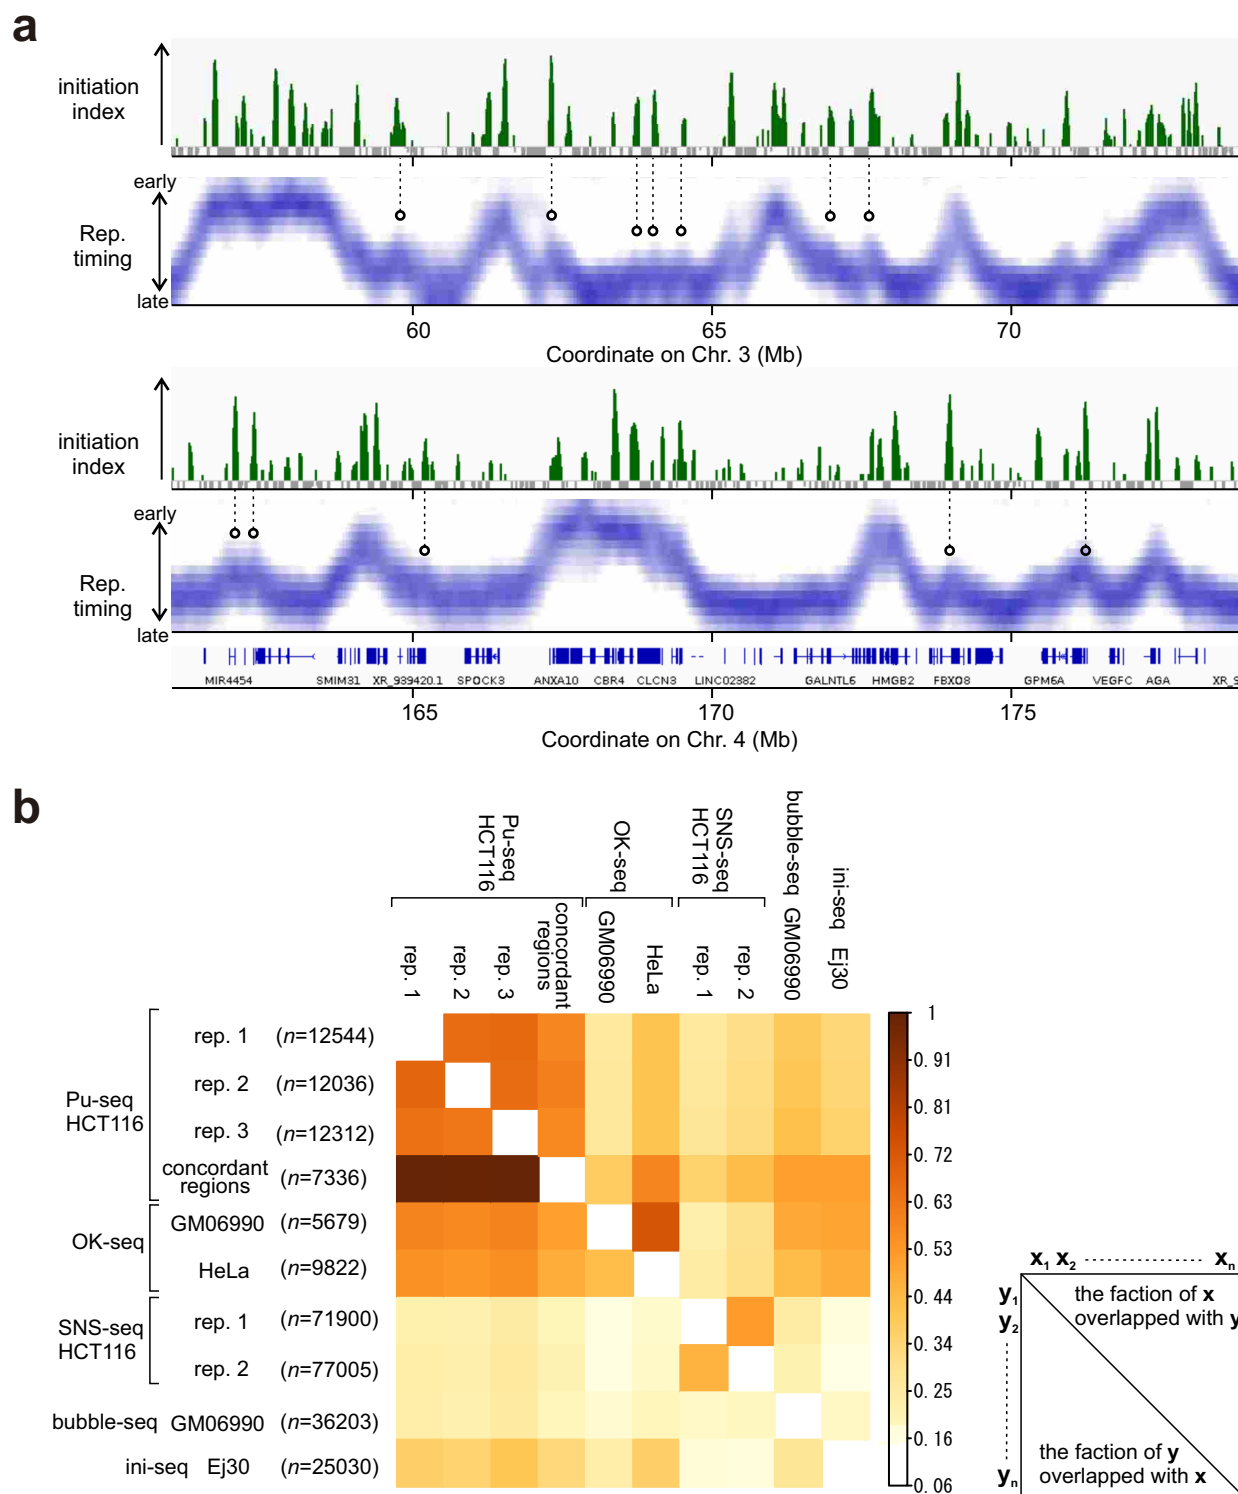 a
initiation
index
early
Rep.
timing
late
60 65 70
Coordinate on Chr. 3 (Mb)
initiation
index
early
Rep.
timing
late
MIR4454 SMIM31 XR_939420.1 SPOCK3 ANXA10 CBR4 CLCN3 LINC02382 GALNTL6 HMGB2 FBXO8 GPM6A VEGFC AGA XR_9
165 170 175
Coordinate on Chr. 4 (Mb)
b
Pu-seq
HCT116
OK-seq
SNS-seq
HCT116
bubble-seq GM06990
ini-seq Ej30
rep. 1
rep. 2
rep. 3
concordant
regions
GM06990
HeLa
rep. 1
rep. 2
Pu-seq
HCT116
rep. 1 (n=12544)
rep. 2 (n=12036)
rep. 3 (n=12312)
concordant
regions
(n=7336)
OK-seq
GM06990 (n=5679)
HeLa (n=9822)
SNS-seq
HCT116
rep. 1 (n=71900)
rep. 2 (n=77005)
bubble-seq GM06990 (n=36203)
ini-seq Ej30 (n=25030)
1
0.91
0.81
0.72
0.63
0.53
0.44
0.34
0.25
0.16
0.06
x1 x2 xn
y1
y2
yn
the faction of x
overlapped with y
the faction of y
overlapped with x